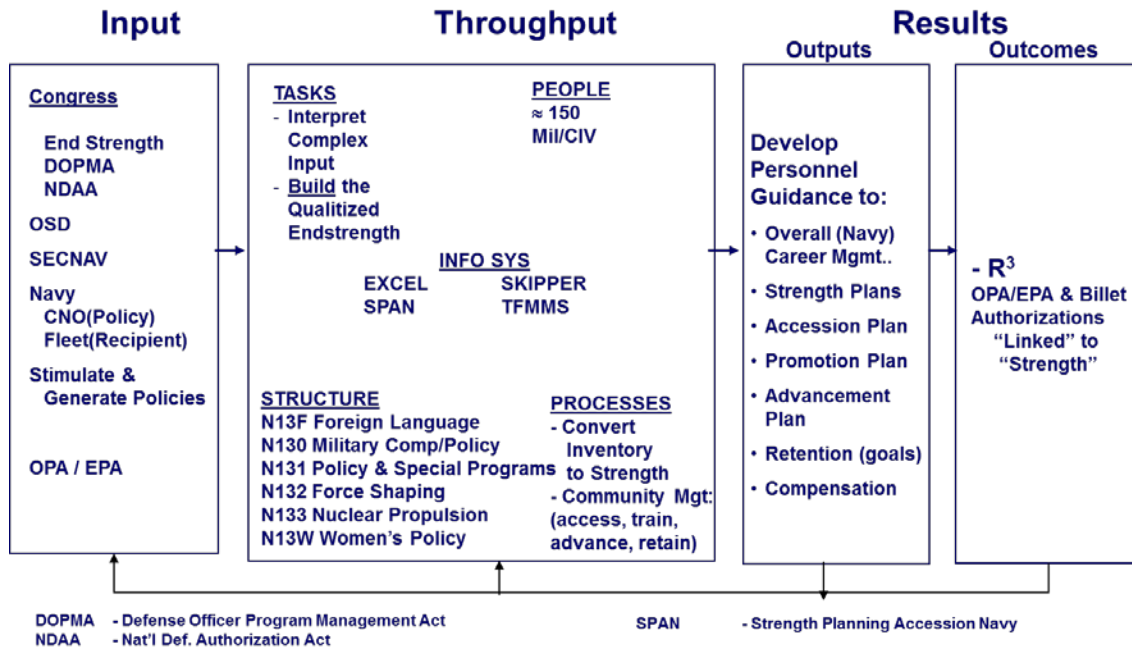 Input
Throughput
Results
Outputs
Outcomes
Congress
End Strength
DOPMA
NDAA
OSD
SECNAV
Navy
CNO(Policy)
Fleet(Recipient)
Stimulate &
Generate Policies
OPA / EPA
TASKS
- Interpret
Complex
Input
- Build the
Qualitized
Endstrength
PEOPLE
≈ 150
Mil/CIV
INFO SYS
EXCEL SKIPPER
SPAN TFMMS
STRUCTURE
N13F Foreign Language
N130 Military Comp/Policy
N131 Policy & Special Programs
N132 Force Shaping
N133 Nuclear Propulsion
N13W Women's Policy
PROCESSES
- Convert
Inventory
to Strength
- Community Mgt:
(access, train,
advance, retain)
Develop
Personnel
Guidance to:
• Overall (Navy)
Career Mgmt..
• Strength Plans
• Accession Plan
• Promotion Plan
• Advancement
Plan
• Retention (goals)
• Compensation
- R³
OPA/EPA & Billet
Authorizations
“Linked” to
“Strength”
DOPMA - Defense Officer Program Management Act
NDAA - Nat'l Def. Authorization Act
SPAN - Strength Planning Accession Navy